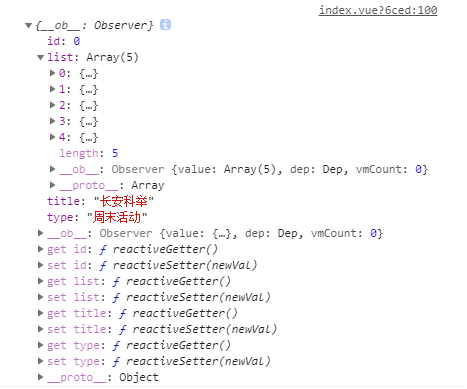 index.vue?6ced:100
▼{__ob__: Observer} i
id: 0
▼list: Array(5)
▶0: {…}
▶1: {…}
▶2: {…}
▶3: {…}
▶4: {…}
length: 5
▶__ob__: Observer {value: Array(5), dep: Dep, vmCount: 0}
▶__proto__: Array
title: "长安科举"
type: "周末活动"
▶__ob__: Observer {value: {…}, dep: Dep, vmCount: 0}
▶get id: ƒ reactiveGetter()
▶set id: ƒ reactiveSetter(newVal)
▶get list: ƒ reactiveGetter()
▶set list: ƒ reactiveSetter(newVal)
▶get title: ƒ reactiveGetter()
▶set title: ƒ reactiveSetter(newVal)
▶get type: ƒ reactiveGetter()
▶set type: ƒ reactiveSetter(newVal)
▶__proto__: Object